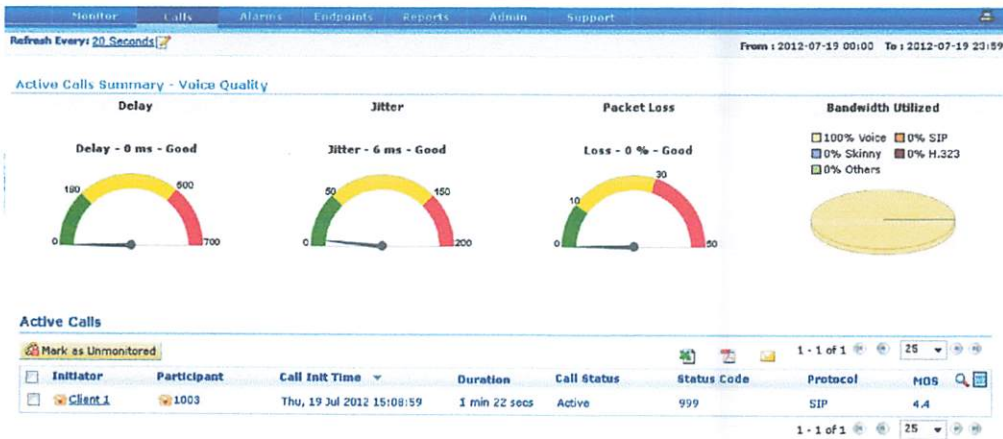 Monitor Calls Alarms Endpoints Reports Admin Support
Refresh Every: 20 Seconds
From : 2012-07-19 00:00 To : 2012-07-19 23:59
Active Calls Summary - Voice Quality
Delay Jitter Packet Loss Bandwidth Utilized
100% Voice 0% SIP
Delay - 0 ms - Good Jitter - 6 ms - Good Loss - 0 % - Good 0% Skinny 0% H.323
0% Others
180 500 50 150 10 30
0 700 0 200 0 50
Active Calls
Mark as Unmonitored 1 - 1 of 1 25
Initiator Participant Call Init Time Duration Call Status Status Code Protocol MOS
Client 1 1003 Thu, 19 Jul 2012 15:08:59 1 min 22 secs Active 999 SIP 4.4
1 - 1 of 1 25